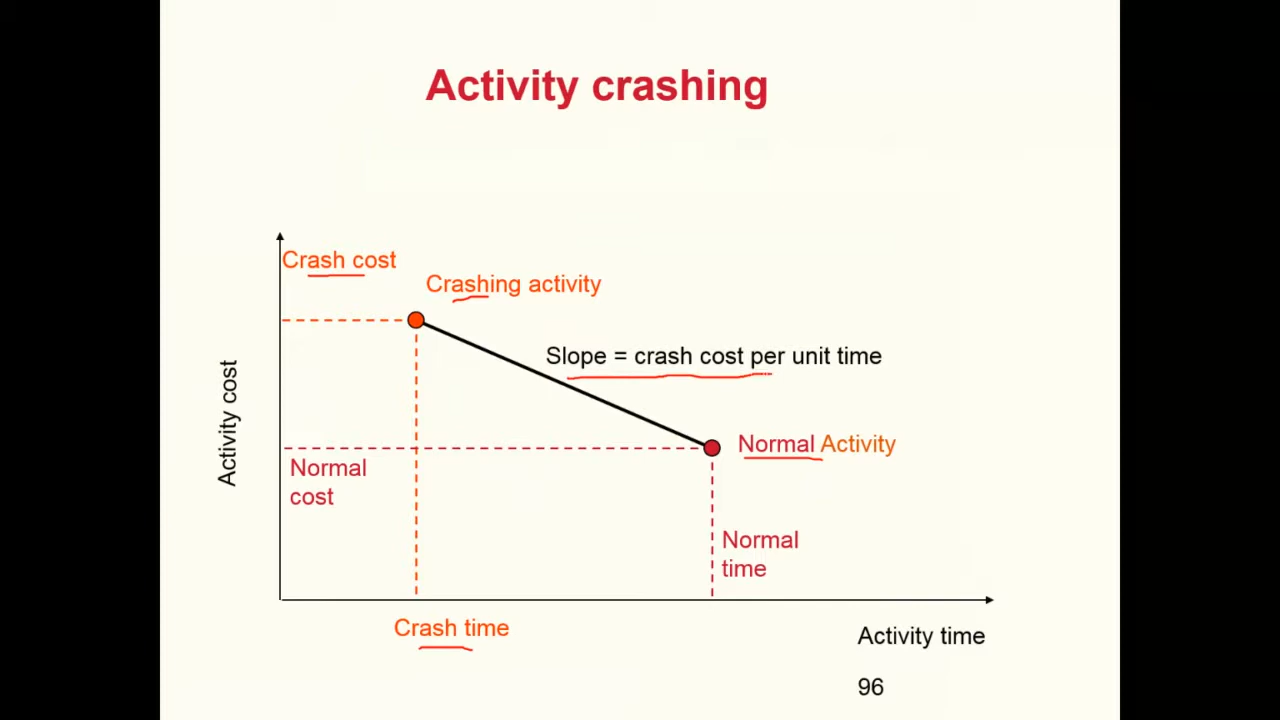 Activity crashing
Crash cost
Crashing activity
Slope = crash cost per unit time
Activity cost
Normal Activity
Normal
cost
Normal
time
Crash time
Activity time
96